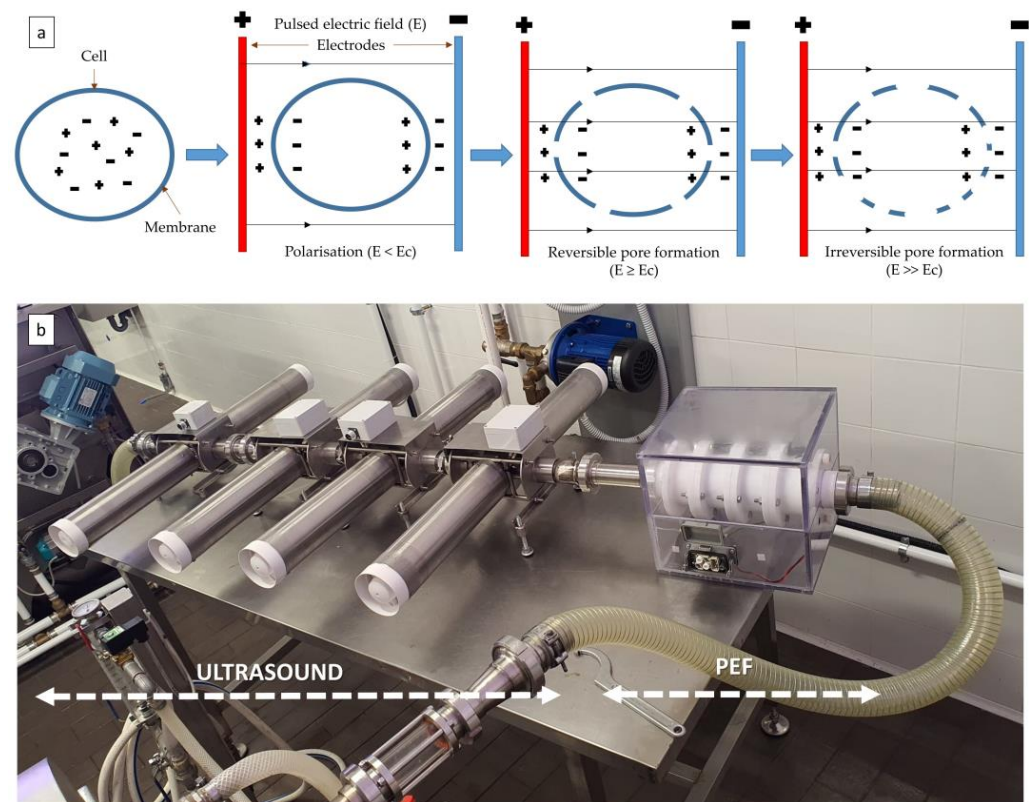 a
Pulsed electric field (E)
Electrodes
Cell
Membrane
Polarisation (E < Ec)
Reversible pore formation
(E ≥ Ec)
Irreversible pore formation
(E >> Ec)
b
ULTRASOUND
PEF